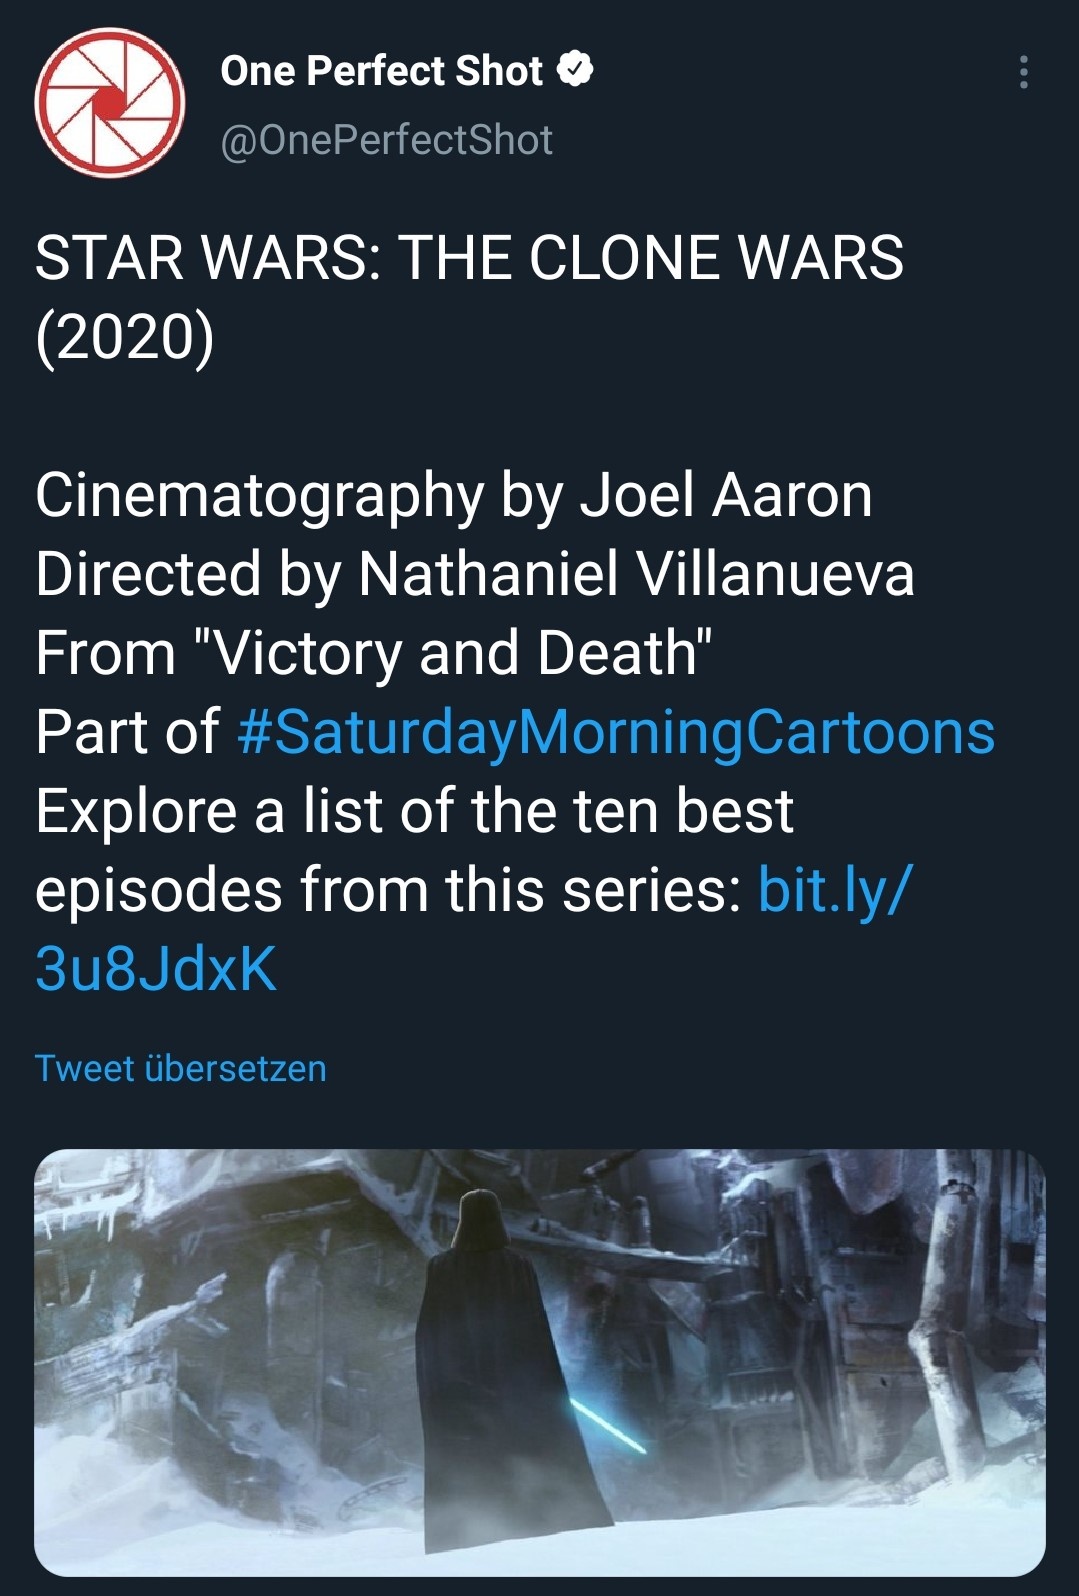 One Perfect Shot
@OnePerfectShot
STAR WARS: THE CLONE WARS
(2020)
Cinematography by Joel Aaron
Directed by Nathaniel Villanueva
From "Victory and Death"
Part of #SaturdayMorningCartoons
Explore a list of the ten best
episodes from this series: bit.ly/
3u8JdxK
Tweet übersetzen